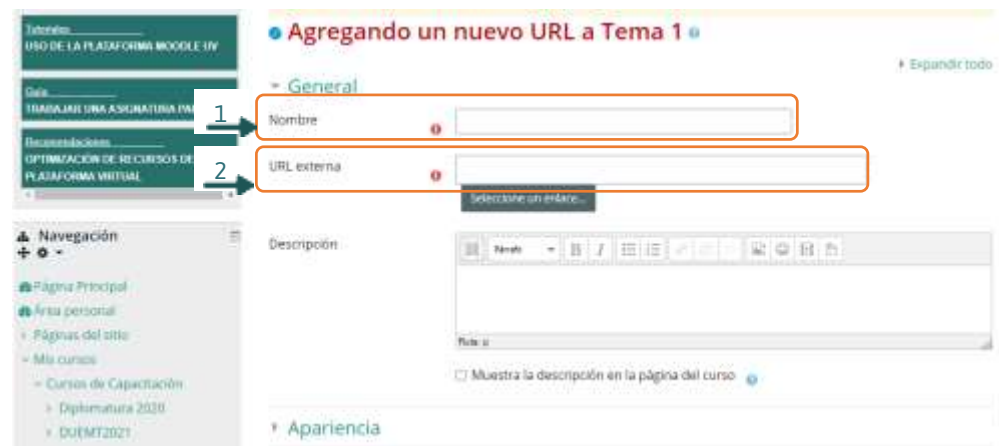 Tutoriales
USO DE LA PLATAFORMA MOODLE UV
Guía
TRABAJAR UNA ASIGNATURA PA
Recomendaciones
OPTIMIZACIÓN DE RECURSOS DE
PLATAFORMA VIRTUAL
Navegación
Página Principal
Área personal
Páginas del sitio
Mis cursos
Cursos de Capacitación
Diplomatura 2020
DUEMT2021
Agregando un nuevo URL a Tema 1
Expandir todo
General
1
Nombre
2
URL externa
Seleccione un enlace...
Descripción
Párrafo
B I
Ruta: p
Muestra la descripción en la página del curso
Apariencia